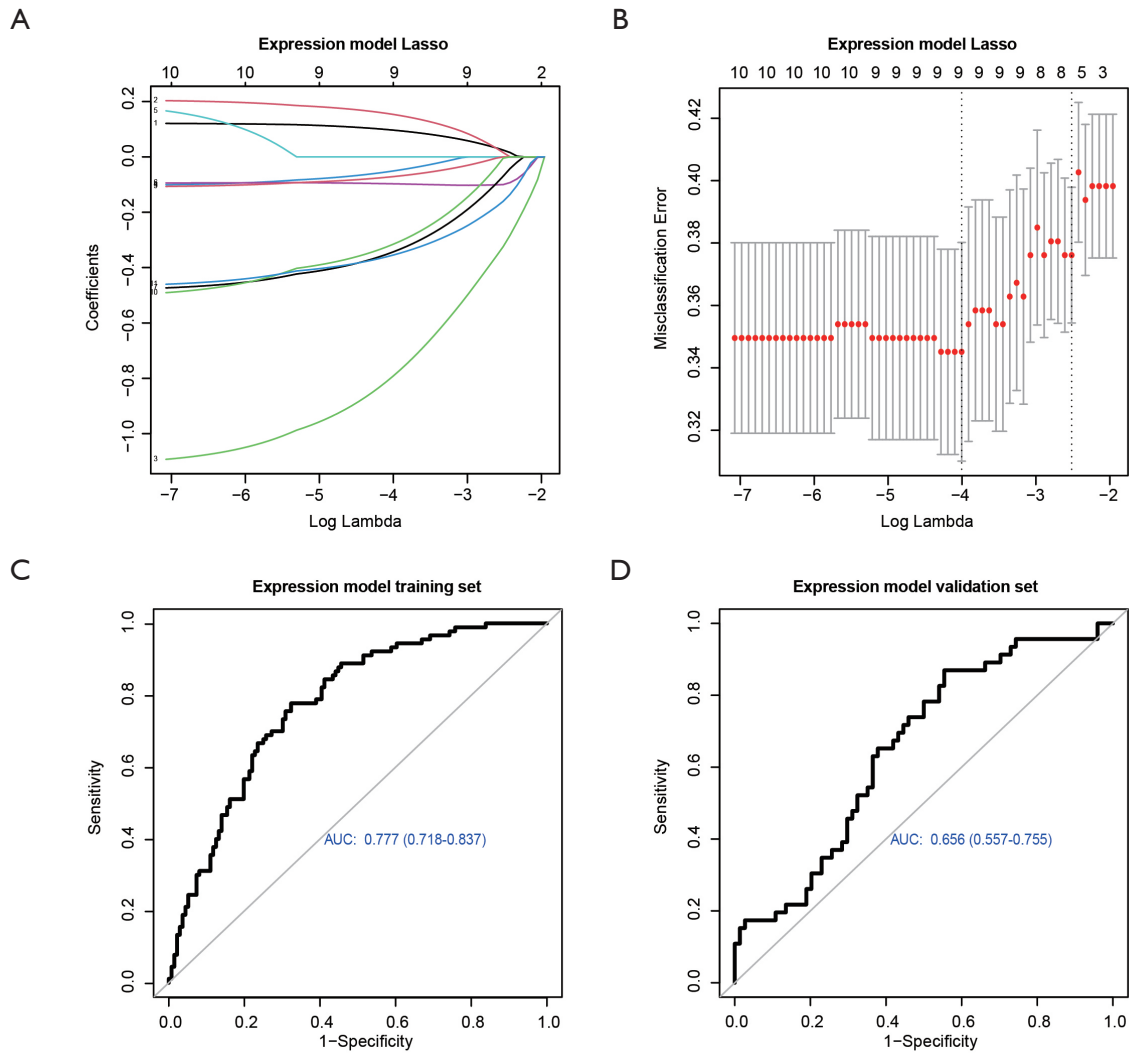 A
Expression model Lasso
10 10 9 9 9 2
0.2
0.0
−0.2
−0.4
−0.6
−0.8
−1.0
Coefficients
2
5
1
10
3
−7 −6 −5 −4 −3 −2
Log Lambda
B
Expression model Lasso
10 10 10 10 10 10 9 9 9 9 9 9 9 8 8 5 3
0.42
0.40
0.38
0.36
0.34
0.32
Misclassification Error
−7 −6 −5 −4 −3 −2
Log Lambda
C
Expression model training set
1.0
0.8
0.6
0.4
0.2
0.0
Sensitivity
AUC: 0.777 (0.718-0.837)
0.0 0.2 0.4 0.6 0.8 1.0
1−Specificity
D
Expression model validation set
1.0
0.8
0.6
0.4
0.2
0.0
Sensitivity
AUC: 0.656 (0.557-0.755)
0.0 0.2 0.4 0.6 0.8 1.0
1−Specificity